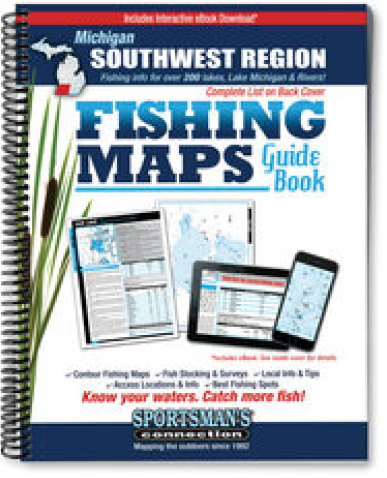 Includes Interactive eBook Download*
Michigan
SOUTHWEST REGION
Fishing info for over 200 lakes, Lake Michigan & Rivers!
Complete List on Back Cover
FISHING
MAPS
Guide
Book
*Includes eBook. See inside cover for details.
✓Contour Fishing Maps ✓Fish Stocking & Surveys ✓Local Info & Tips
✓Access Locations & Info ✓Best Fishing Spots
Know your waters. Catch more fish!
SPORTSMAN'S
connection
Mapping the outdoors since 1992